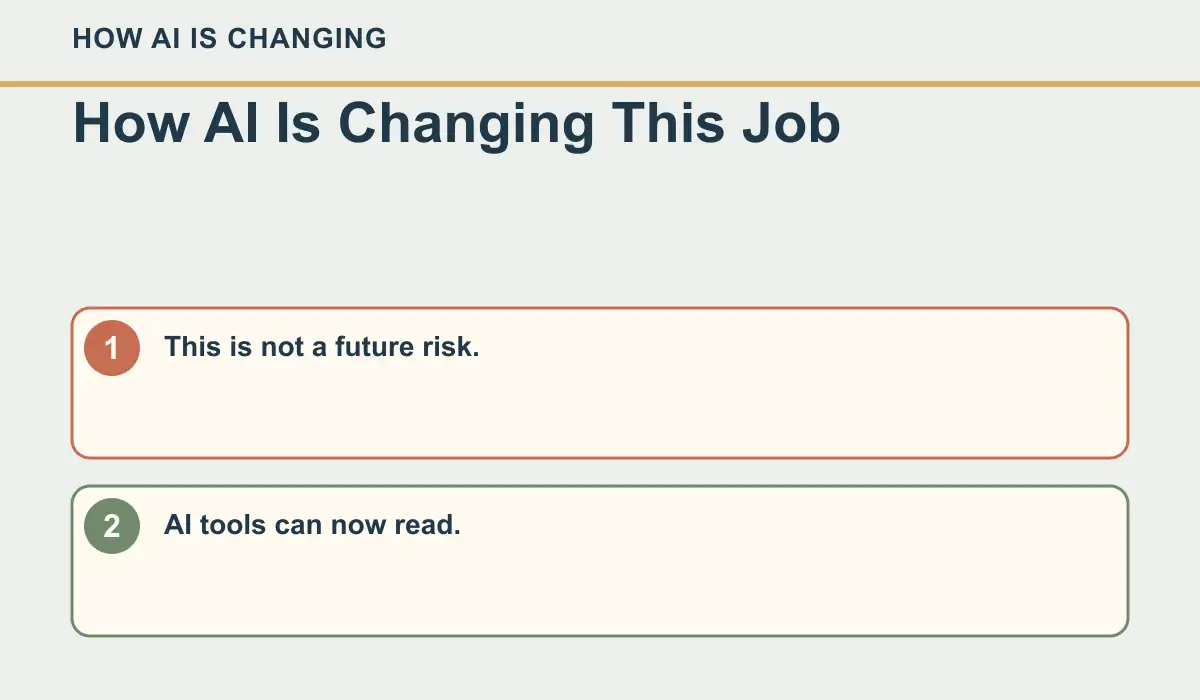 HOW AI IS CHANGING
How AI Is Changing This Job
1
This is not a future risk.
2
AI tools can now read.